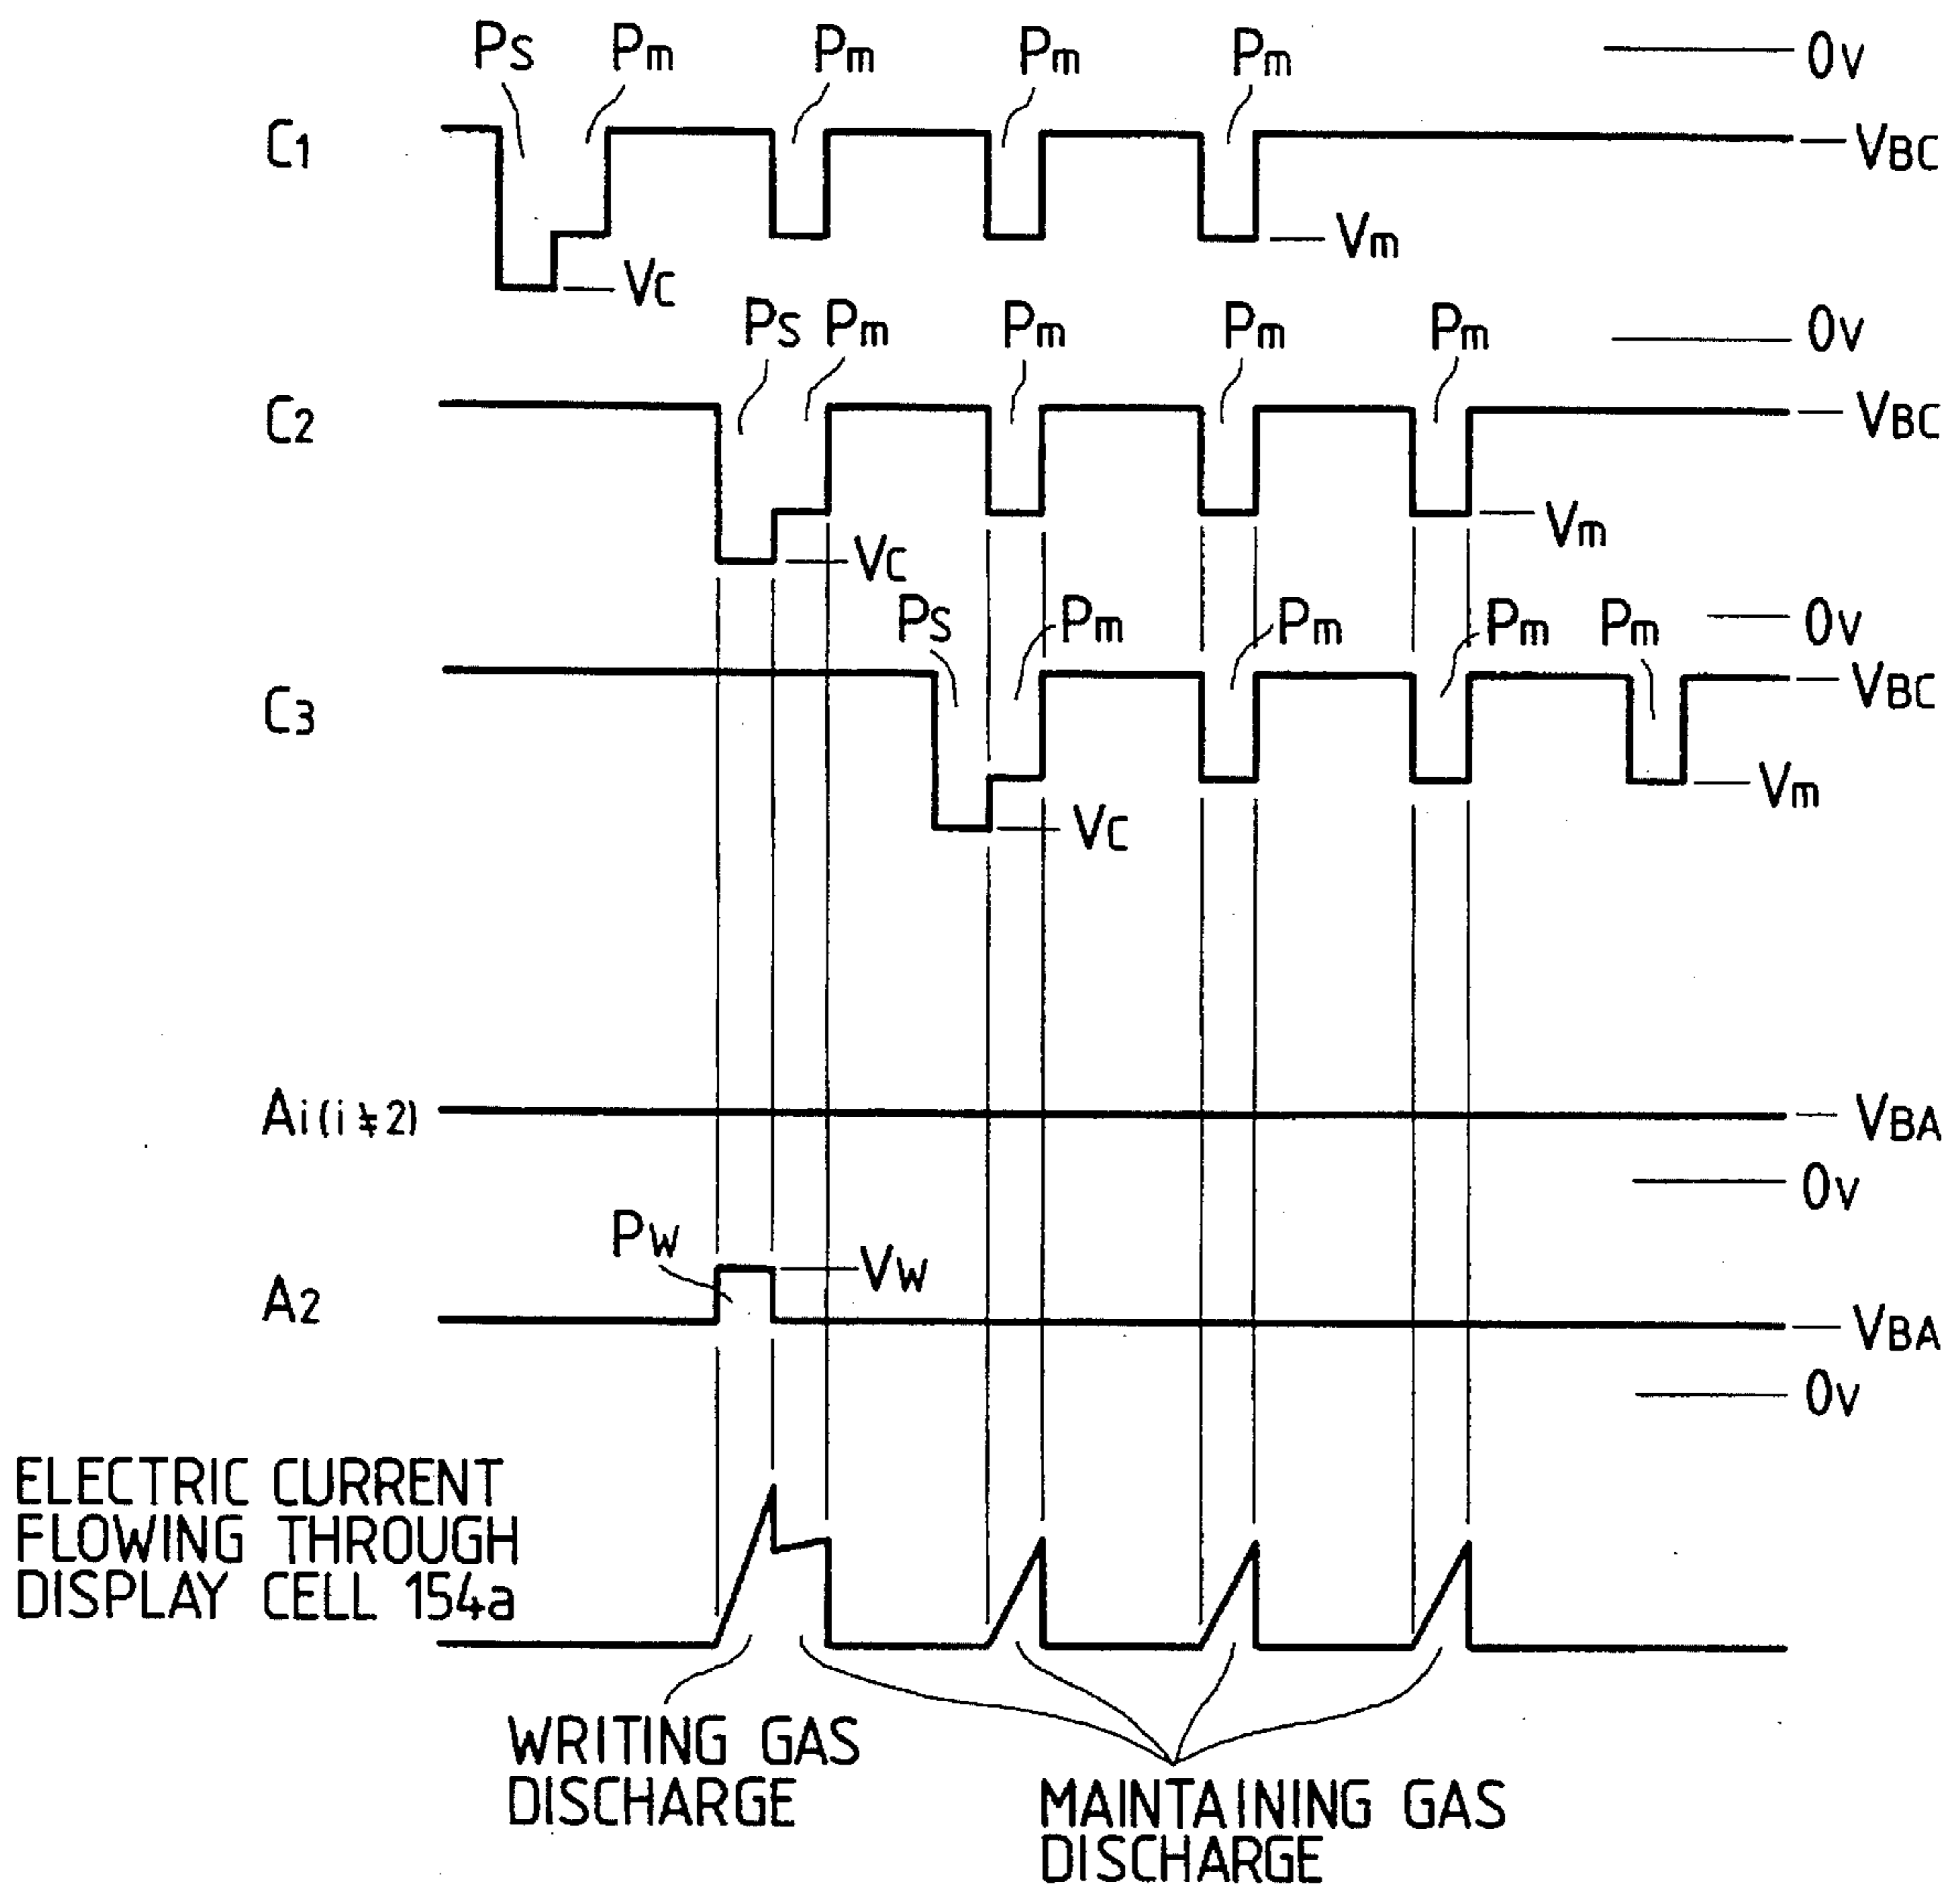 Ps Pm Pm Pm Pm 0v
C1 VBC
Vm
Vc
Ps Pm Pm Pm Pm 0v
C2 VBC
Vm
Vc
Ps Pm Pm Pm Pm 0v
C3 VBC
Vm
Vc
Ai(i≠2) VBA
0v
Pw Vw
A2 VBA
0v
ELECTRIC CURRENT
FLOWING THROUGH
DISPLAY CELL 154a
WRITING GAS
DISCHARGE
MAINTAINING GAS
DISCHARGE